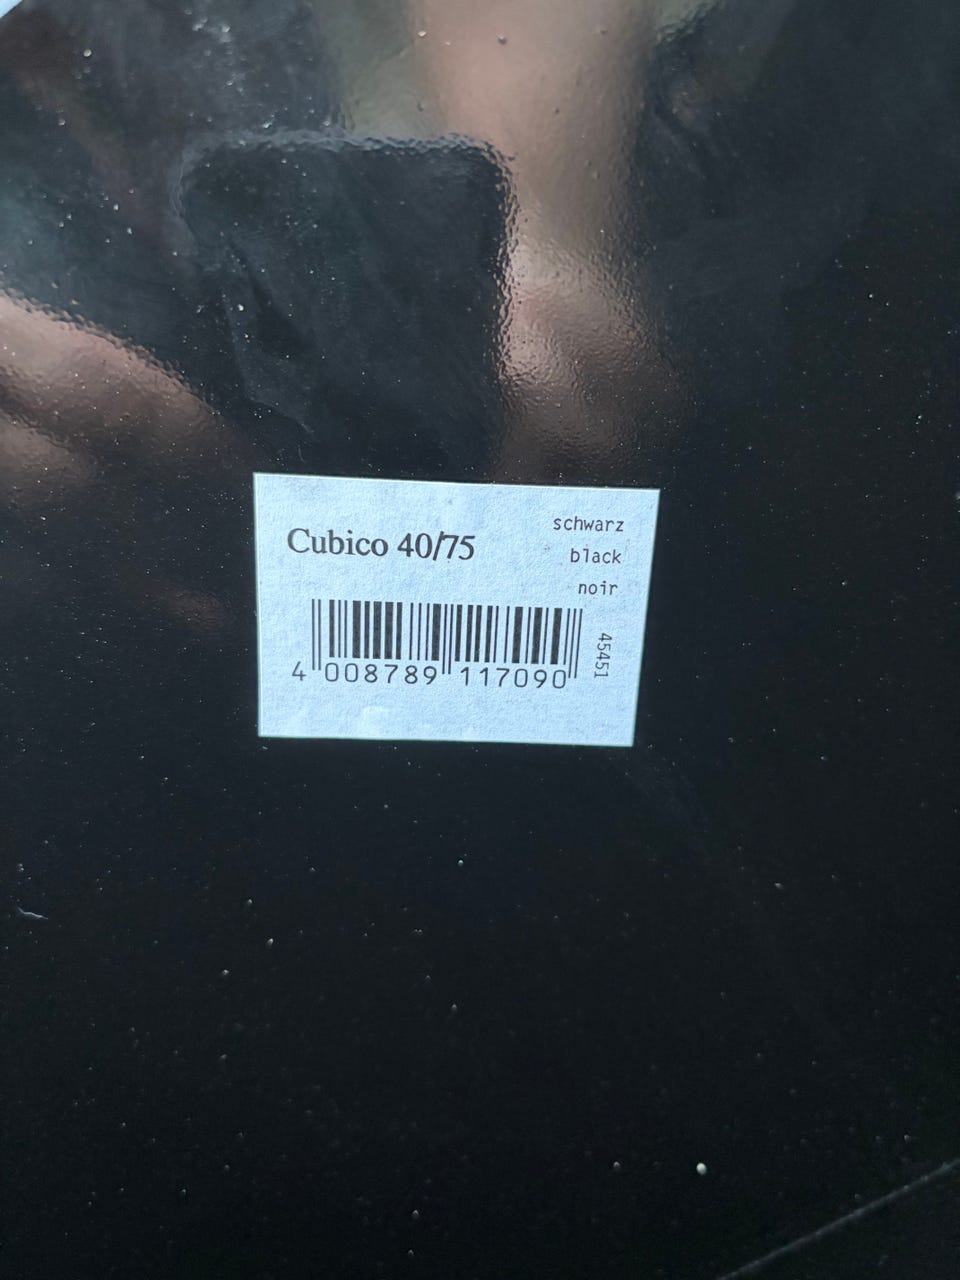 Cubico 40/75
schwarz
black
noir
45451
4 008789 117090